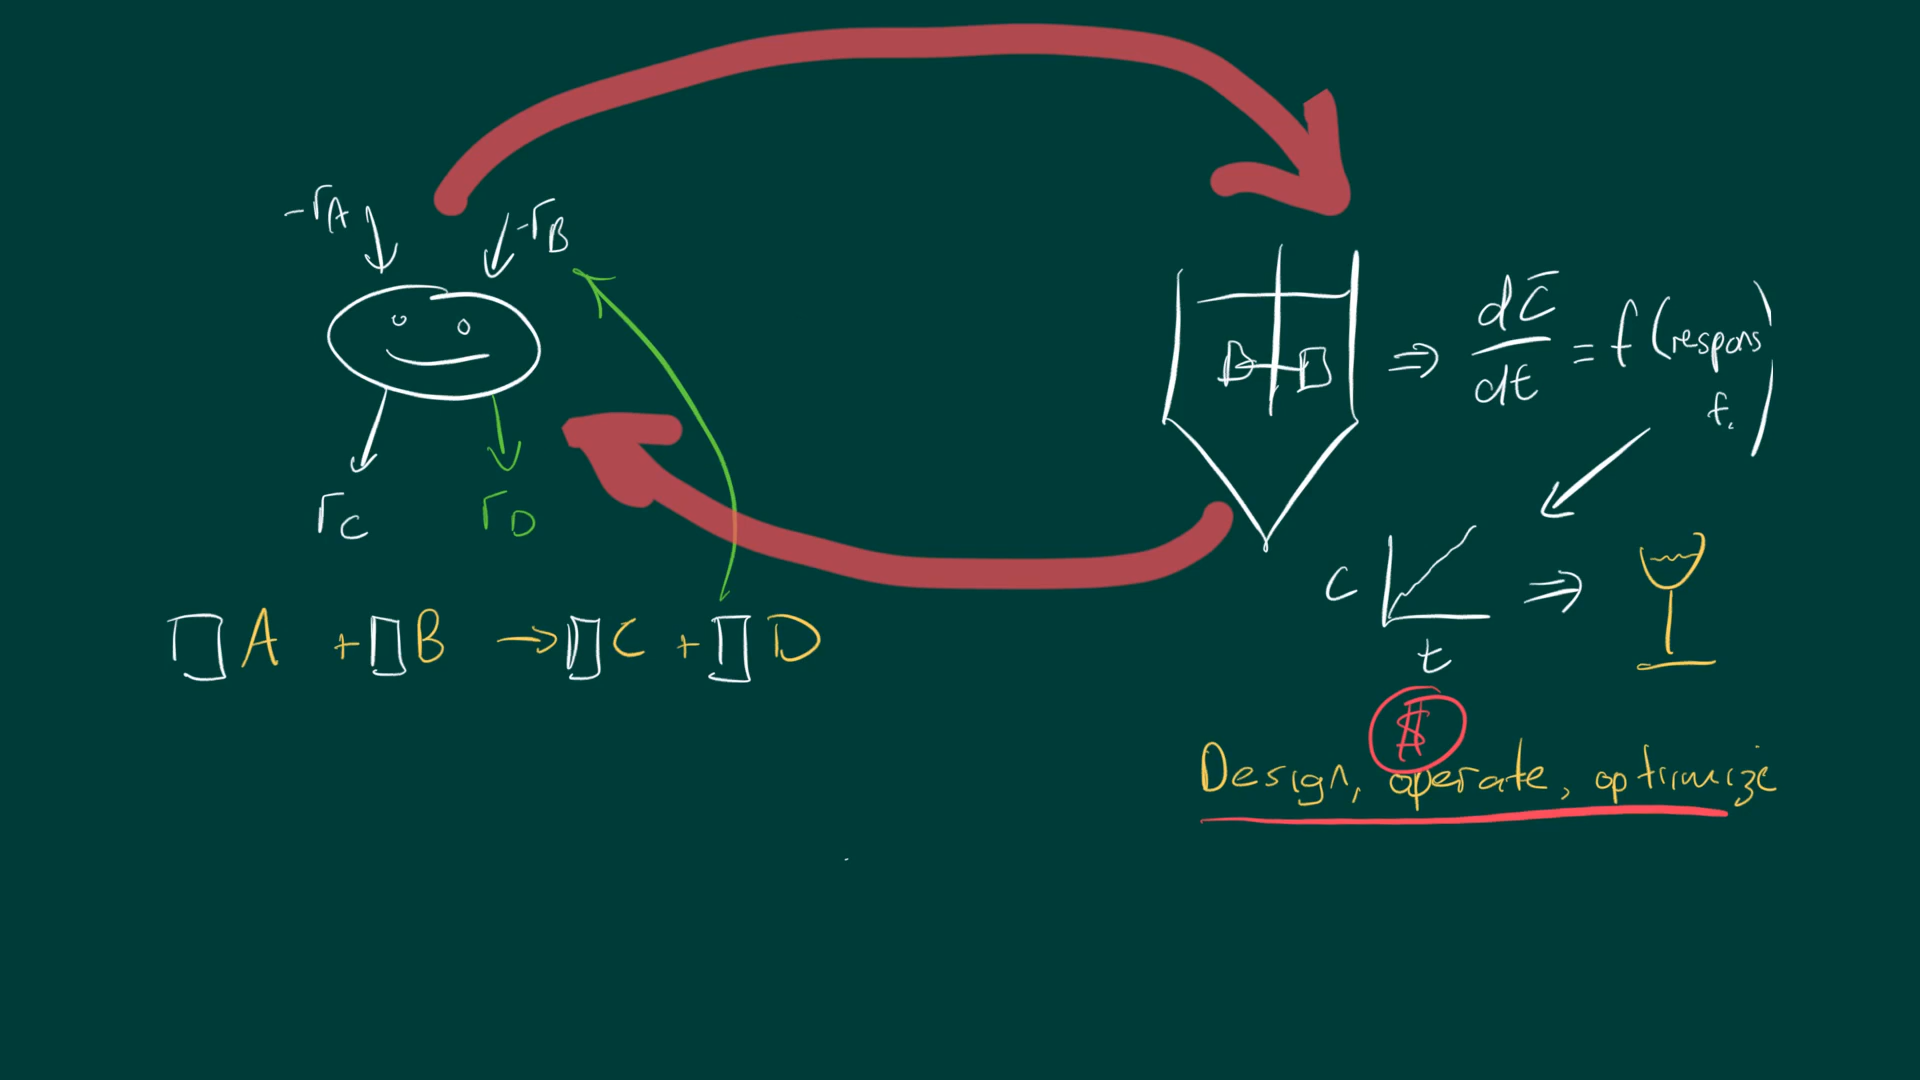 -rA
-rB
rC
rD
□A + □B → □C + □D
⇒ dC̄/dt = f(respons
f.)
C
t
⇒
$
Design, operate, optimize